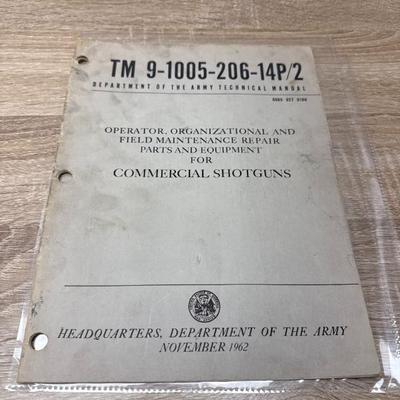 TM 9-1005-206-14P/2
DEPARTMENT OF THE ARMY TECHNICAL MANUAL
OPERATOR, ORGANIZATIONAL AND
FIELD MAINTENANCE REPAIR
PARTS AND EQUIPMENT
FOR
COMMERCIAL SHOTGUNS
HEADQUARTERS, DEPARTMENT OF THE ARMY
NOVEMBER 1962